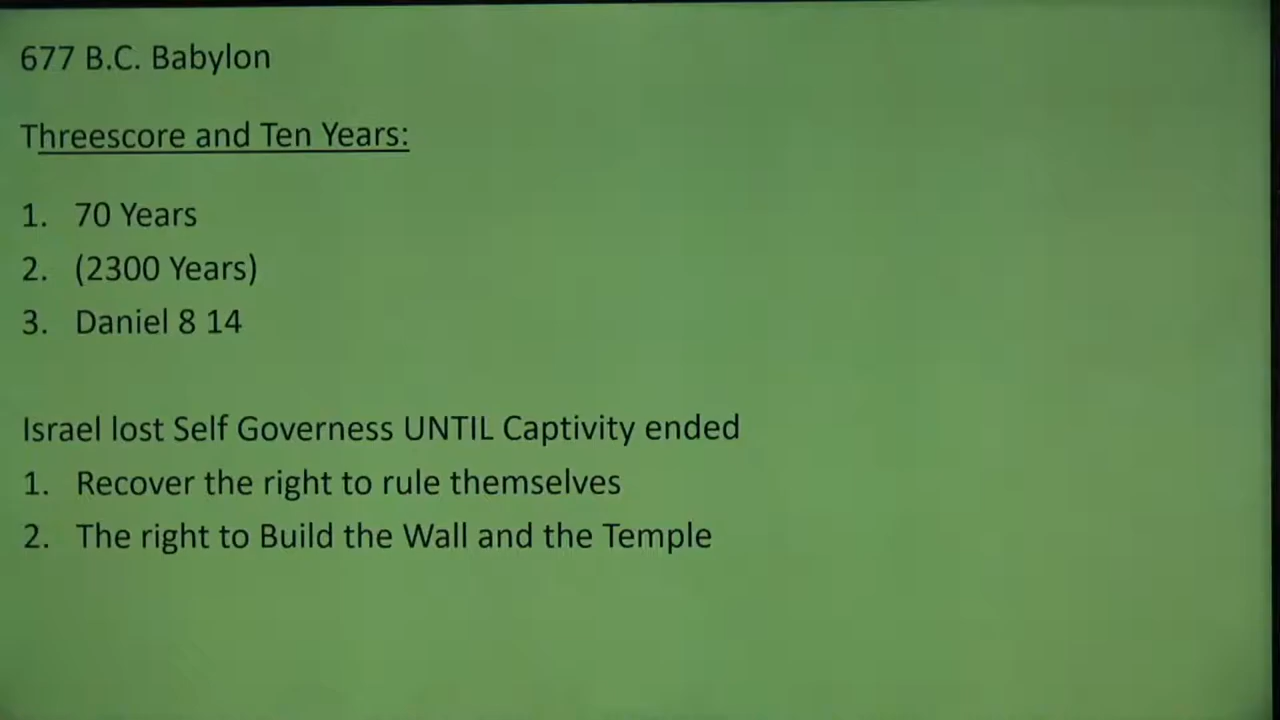 677 B.C. Babylon
Threescore and Ten Years:
1. 70 Years
2. (2300 Years)
3. Daniel 8 14
Israel lost Self Governess UNTIL Captivity ended
1. Recover the right to rule themselves
2. The right to Build the Wall and the Temple